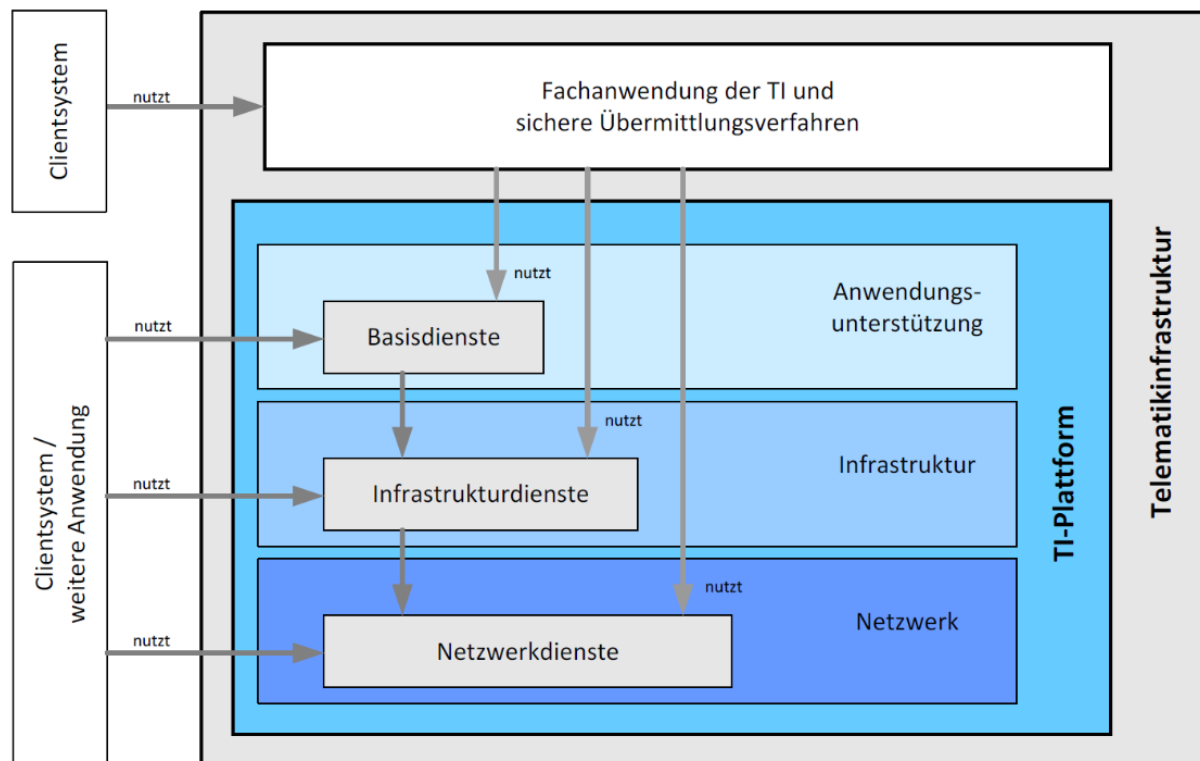 Clientsystem
nutzt
Fachanwendung der TI und
sichere Übermittlungsverfahren
Telematikinfrastruktur
TI-Plattform
Clientsystem /
weitere Anwendung
nutzt
Anwendungs-
unterstützung
nutzt
Basisdienste
nutzt
Infrastruktur
nutzt
Infrastrukturdienste
nutzt
Netzwerk
nutzt
Netzwerkdienste